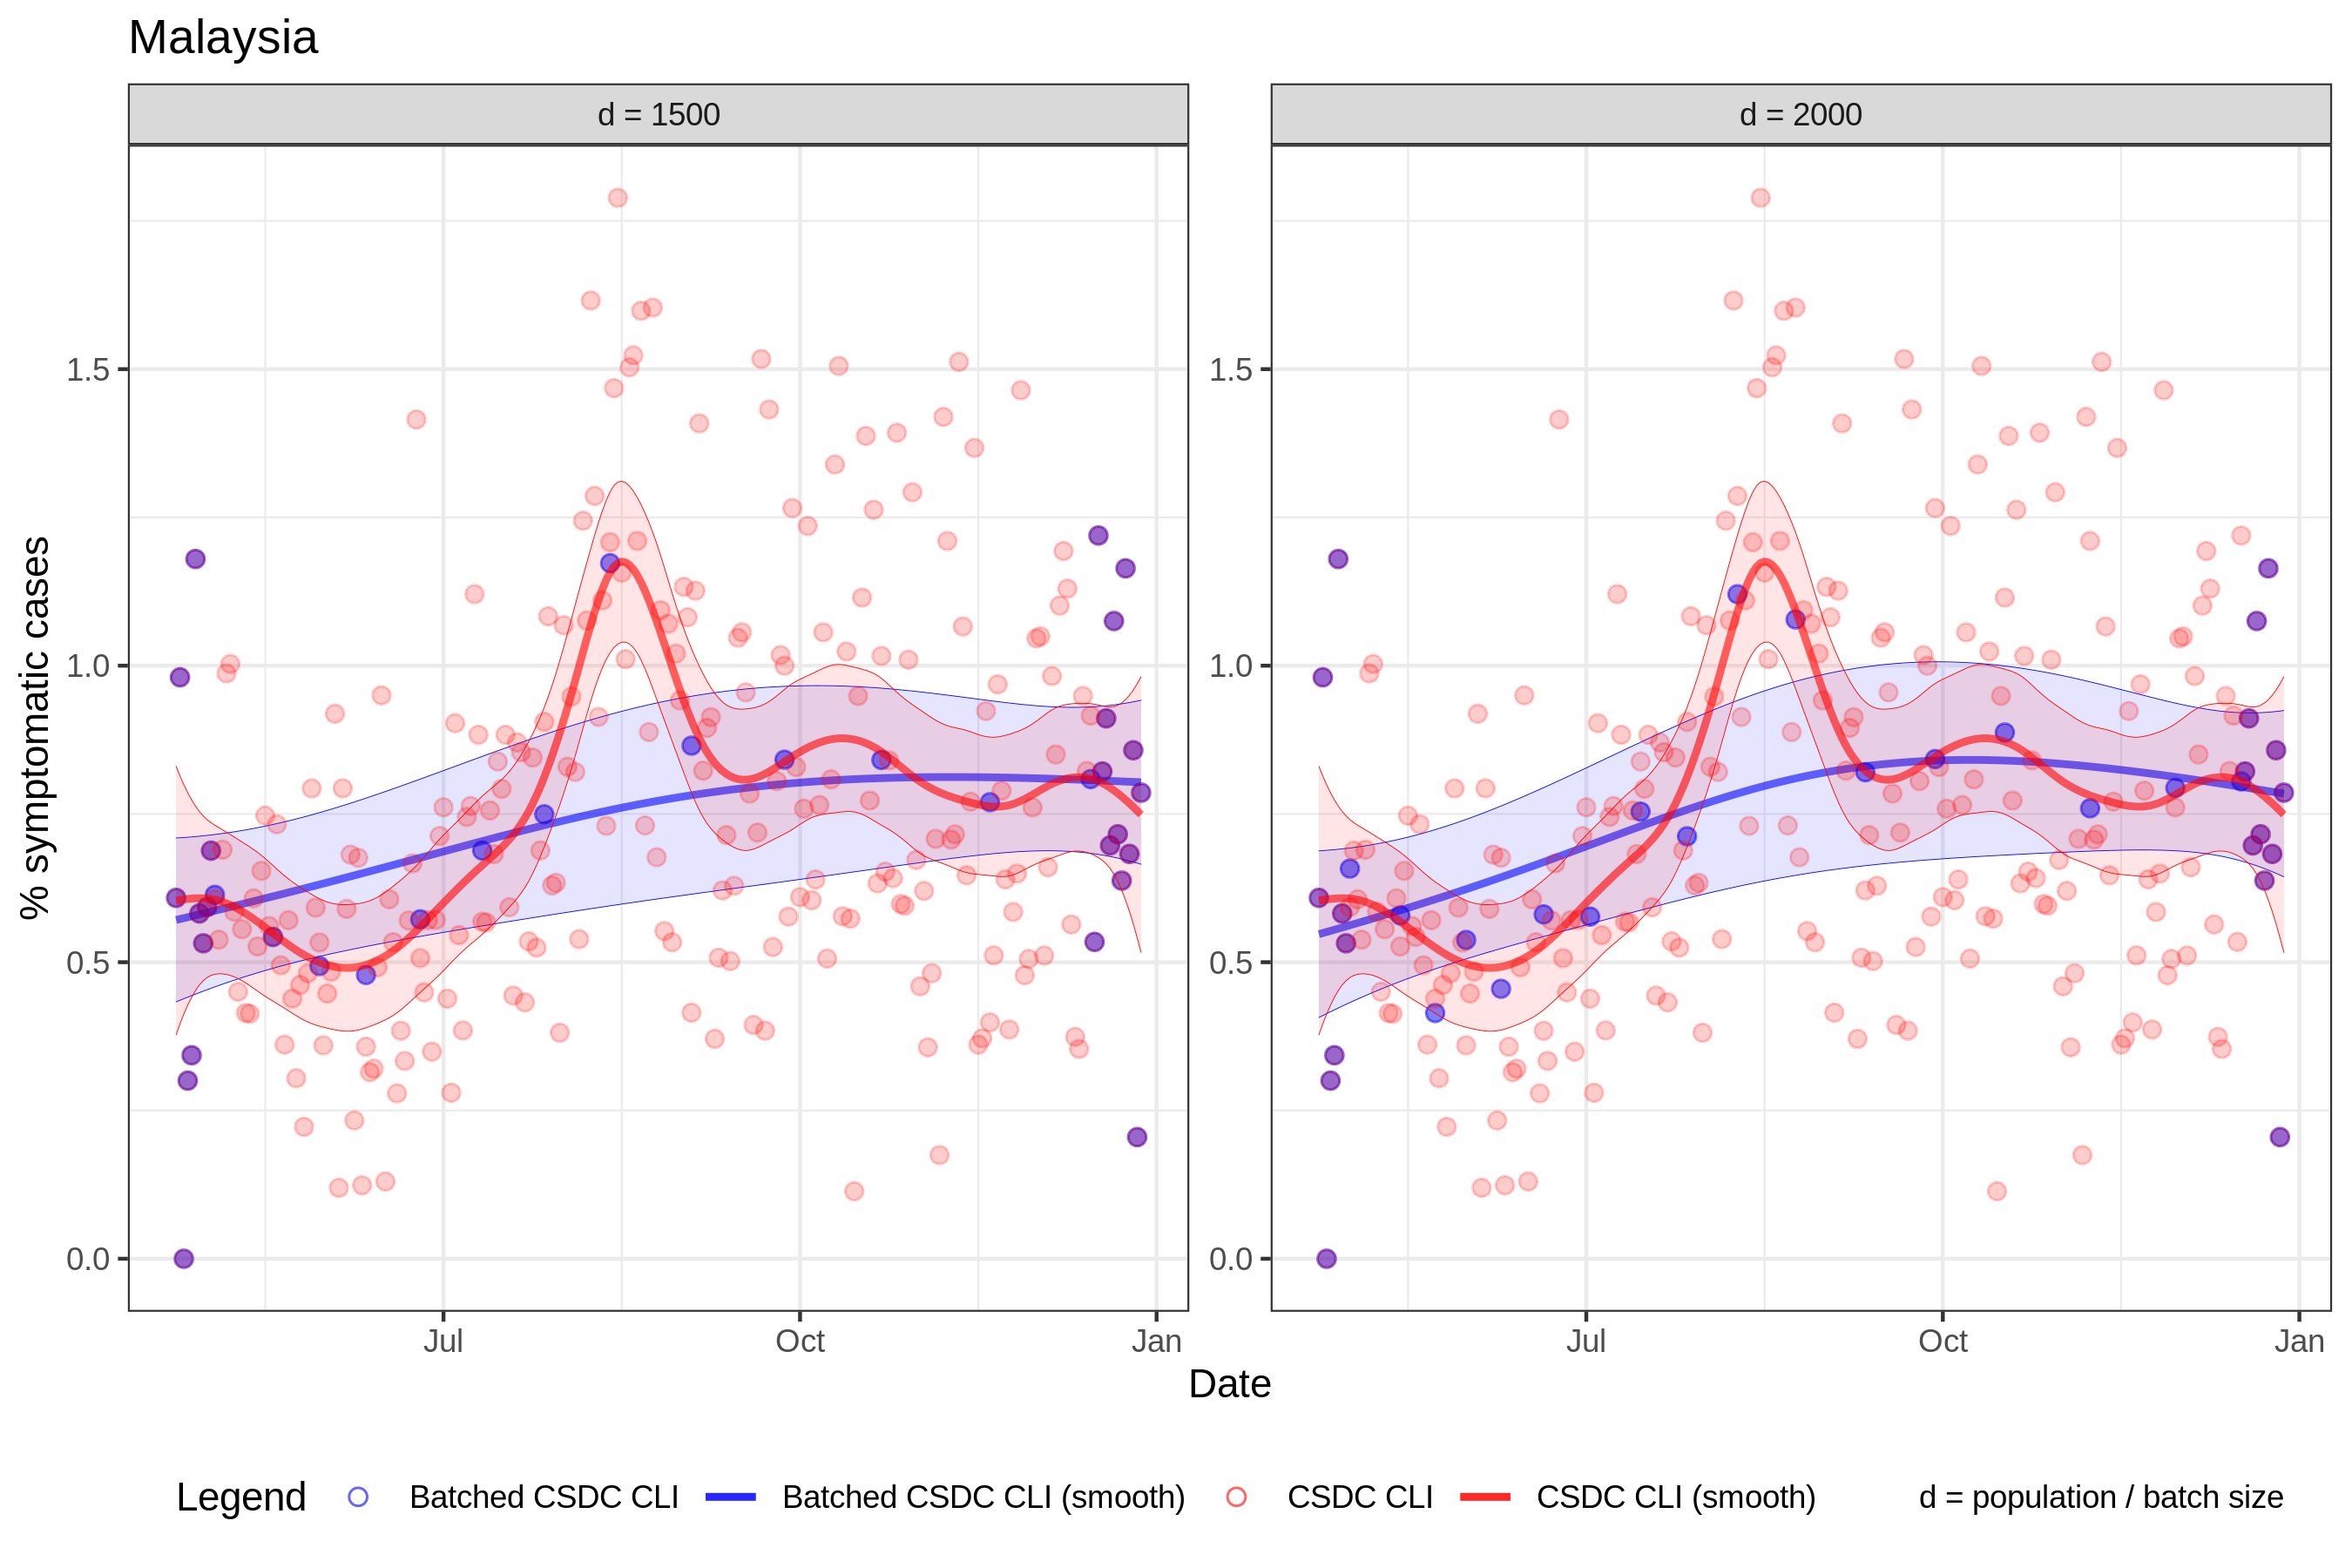 Malaysia
d = 1500
d = 2000
% symptomatic cases
1.5
1.0
0.5
0.0
1.5
1.0
0.5
0.0
Jul
Oct
Jan
Jul
Oct
Jan
Date
Legend
Batched CSDC CLI
Batched CSDC CLI (smooth)
CSDC CLI
CSDC CLI (smooth)
d = population / batch size